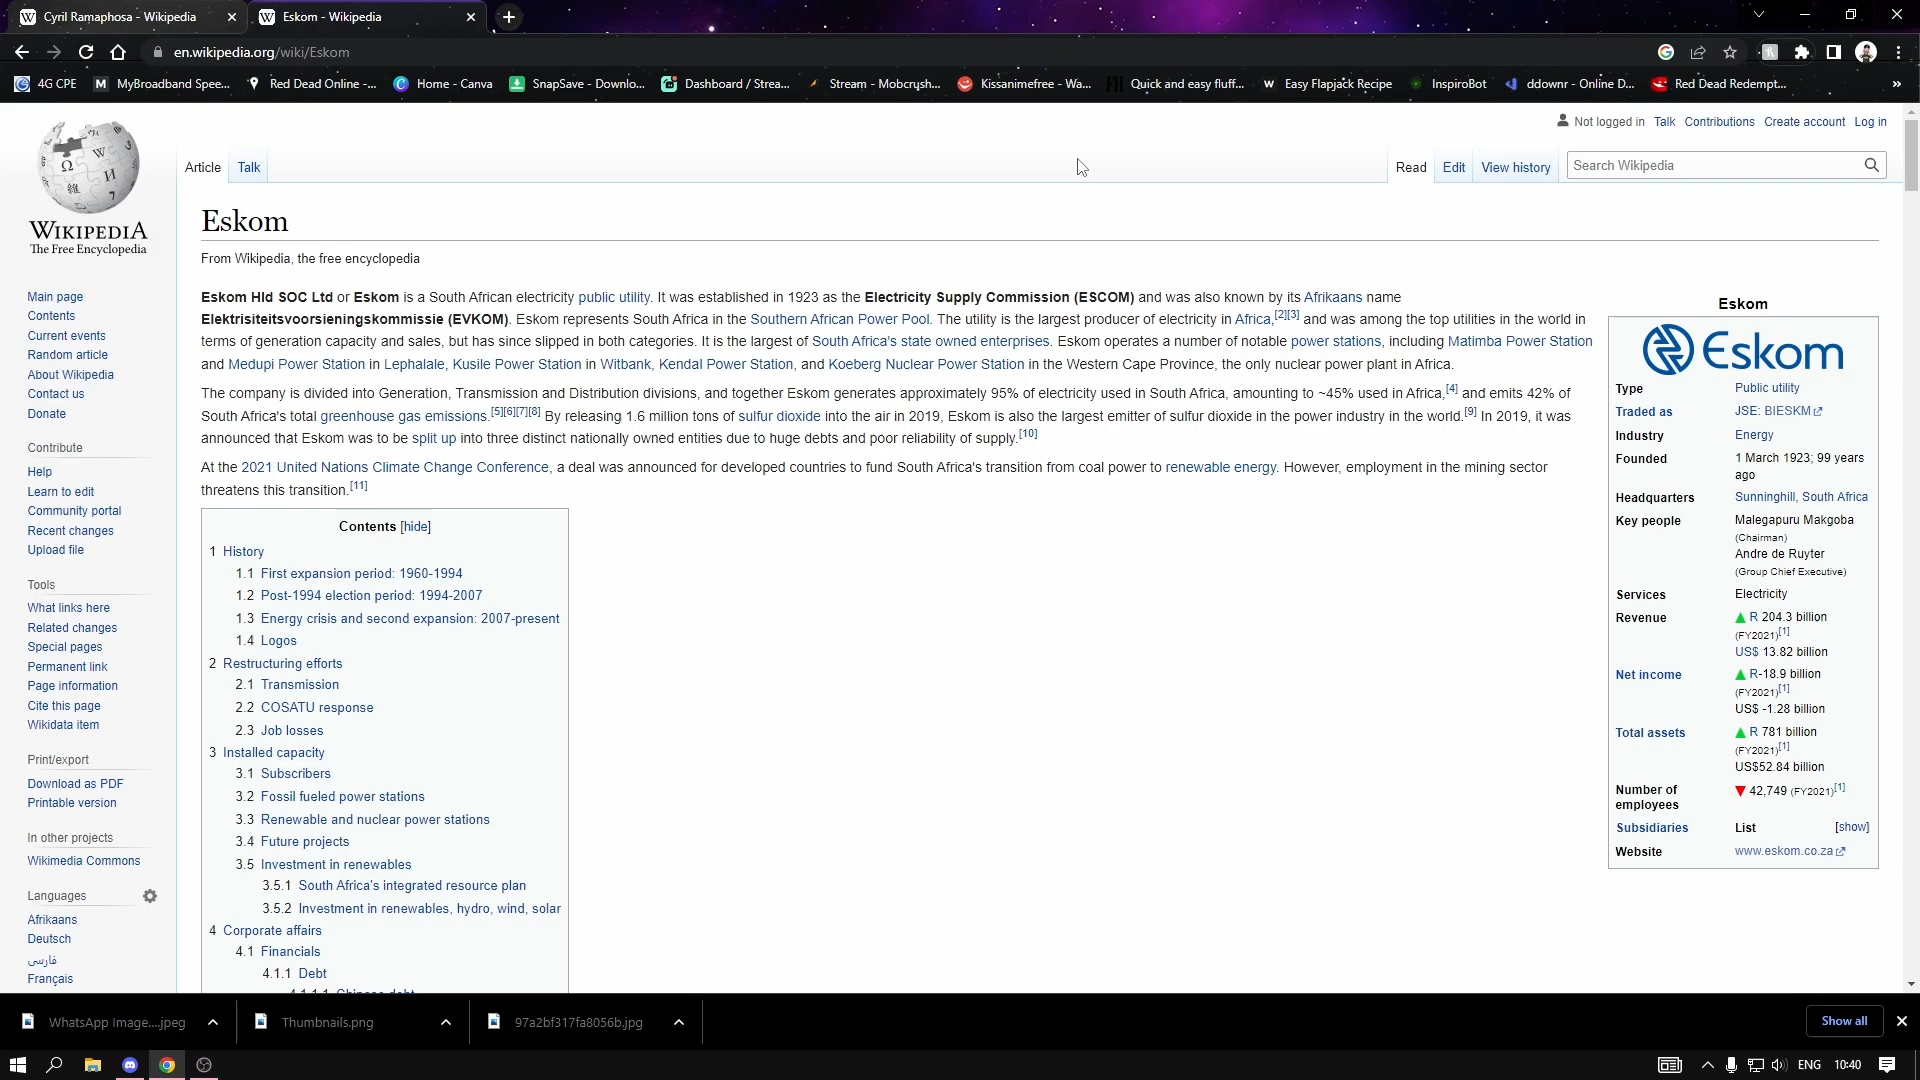 Cyril Ramaphosa - Wikipedia
Eskom - Wikipedia
en.wikipedia.org/wiki/Eskom
4G CPE
MyBroadband Spee...
Red Dead Online -...
Home - Canva
SnapSave - Downlo...
Dashboard / Strea...
Stream - Mobcrush...
Kissanimefree - Wa...
Quick and easy fluff...
Easy Flapjack Recipe
InspiroBot
ddownr - Online D...
Red Dead Redempt...
»
Not logged in Talk Contributions Create account Log in
Article Talk
Read Edit View history Search Wikipedia
WIKIPEDIA
The Free Encyclopedia
Main page
Contents
Current events
Random article
About Wikipedia
Contact us
Donate
Contribute
Help
Learn to edit
Community portal
Recent changes
Upload file
Tools
What links here
Related changes
Special pages
Permanent link
Page information
Cite this page
Wikidata item
Print/export
Download as PDF
Printable version
In other projects
Wikimedia Commons
Languages
Afrikaans
Deutsch
فارسی
Français
Eskom
From Wikipedia, the free encyclopedia
Eskom Hld SOC Ltd or Eskom is a South African electricity public utility. It was established in 1923 as the Electricity Supply Commission (ESCOM) and was also known by its Afrikaans name
Elektrisiteitsvoorsieningskommissie (EVKOM). Eskom represents South Africa in the Southern African Power Pool. The utility is the largest producer of electricity in Africa,[2][3] and was among the top utilities in the world in
terms of generation capacity and sales, but has since slipped in both categories. It is the largest of South Africa's state owned enterprises. Eskom operates a number of notable power stations, including Matimba Power Station
and Medupi Power Station in Lephalale, Kusile Power Station in Witbank, Kendal Power Station, and Koeberg Nuclear Power Station in the Western Cape Province, the only nuclear power plant in Africa.
The company is divided into Generation, Transmission and Distribution divisions, and together Eskom generates approximately 95% of electricity used in South Africa, amounting to ~45% used in Africa,[4] and emits 42% of
South Africa's total greenhouse gas emissions.[5][6][7][8] By releasing 1.6 million tons of sulfur dioxide into the air in 2019, Eskom is also the largest emitter of sulfur dioxide in the power industry in the world.[9] In 2019, it was
announced that Eskom was to be split up into three distinct nationally owned entities due to huge debts and poor reliability of supply.[10]
At the 2021 United Nations Climate Change Conference, a deal was announced for developed countries to fund South Africa's transition from coal power to renewable energy. However, employment in the mining sector
threatens this transition.[11]
Contents [hide]
1 History
1.1 First expansion period: 1960-1994
1.2 Post-1994 election period: 1994-2007
1.3 Energy crisis and second expansion: 2007-present
1.4 Logos
2 Restructuring efforts
2.1 Transmission
2.2 COSATU response
2.3 Job losses
3 Installed capacity
3.1 Subscribers
3.2 Fossil fueled power stations
3.3 Renewable and nuclear power stations
3.4 Future projects
3.5 Investment in renewables
3.5.1 South Africa's integrated resource plan
3.5.2 Investment in renewables, hydro, wind, solar
4 Corporate affairs
4.1 Financials
4.1.1 Debt
4.1.1.1 Chinese debt
Eskom
Eskom
Type Public utility
Traded as JSE: BIESKM
Industry Energy
Founded 1 March 1923; 99 years
ago
Headquarters Sunninghill, South Africa
Key people Malegapuru Makgoba
(Chairman)
Andre de Ruyter
(Group Chief Executive)
Services Electricity
Revenue ▲ R 204.3 billion
(FY2021)[1]
US$ 13.82 billion
Net income ▲ R-18.9 billion
(FY2021)[1]
US$ -1.28 billion
Total assets ▲ R 781 billion
(FY2021)[1]
US$52.84 billion
Number of ▼ 42,749 (FY2021)[1]
employees
Subsidiaries List [show]
Website www.eskom.co.za
WhatsApp Image....jpeg
Thumbnails.png
97a2bf317fa8056b.jpg
Show all
ENG 10:40